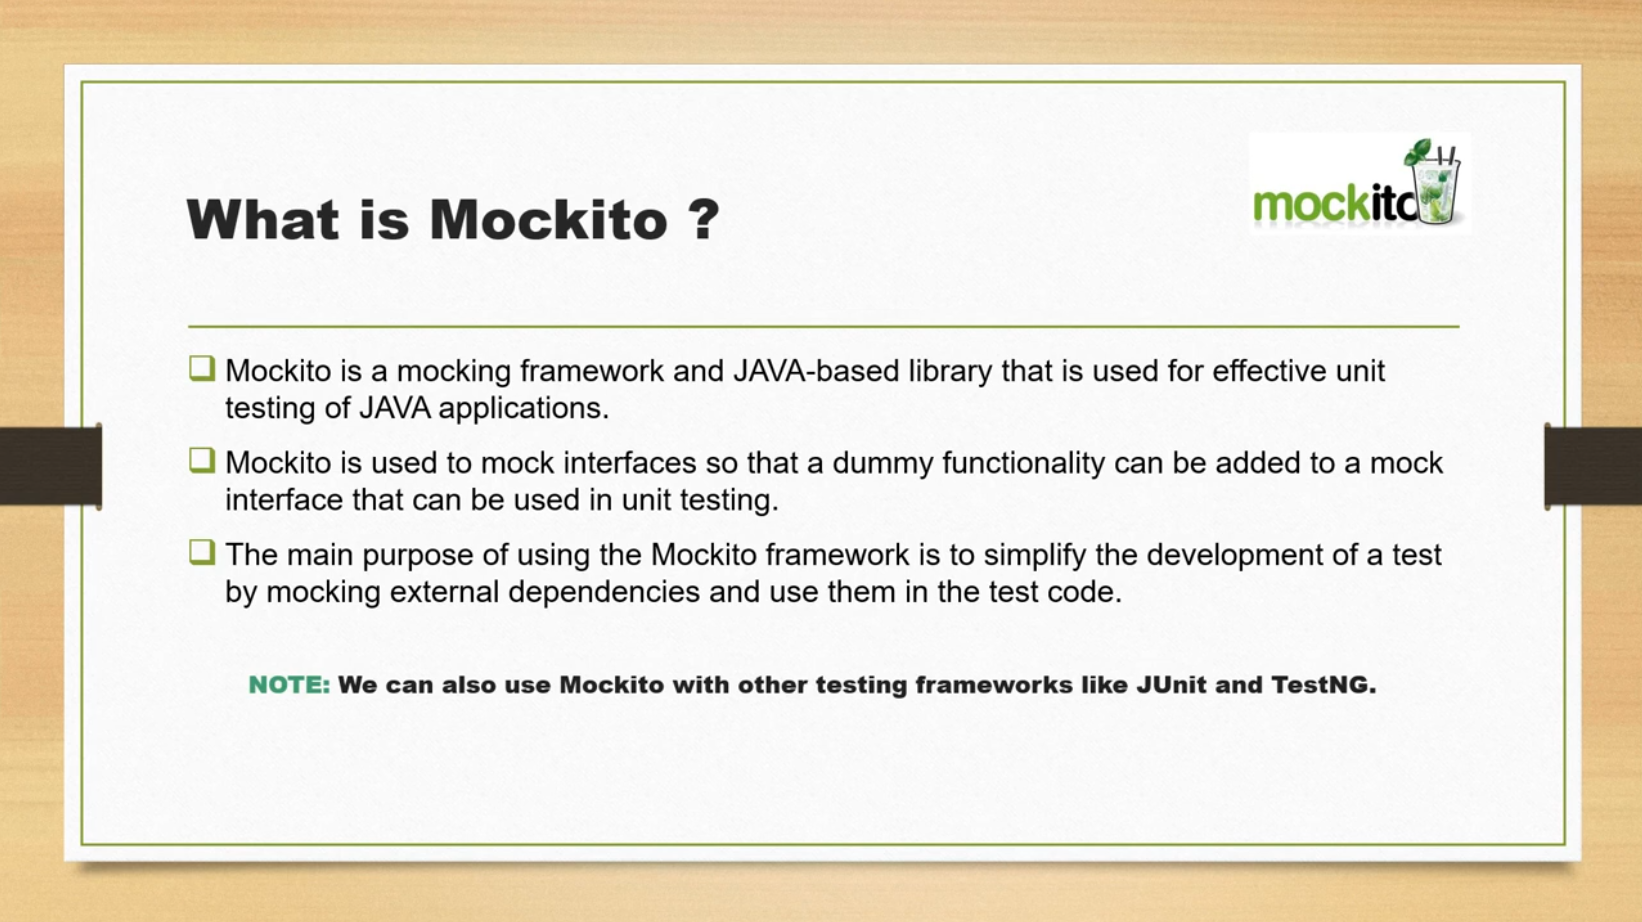 mockito
What is Mockito ?
Mockito is a mocking framework and JAVA-based library that is used for effective unit
testing of JAVA applications.
Mockito is used to mock interfaces so that a dummy functionality can be added to a mock
interface that can be used in unit testing.
The main purpose of using the Mockito framework is to simplify the development of a test
by mocking external dependencies and use them in the test code.
NOTE: We can also use Mockito with other testing frameworks like JUnit and TestNG.